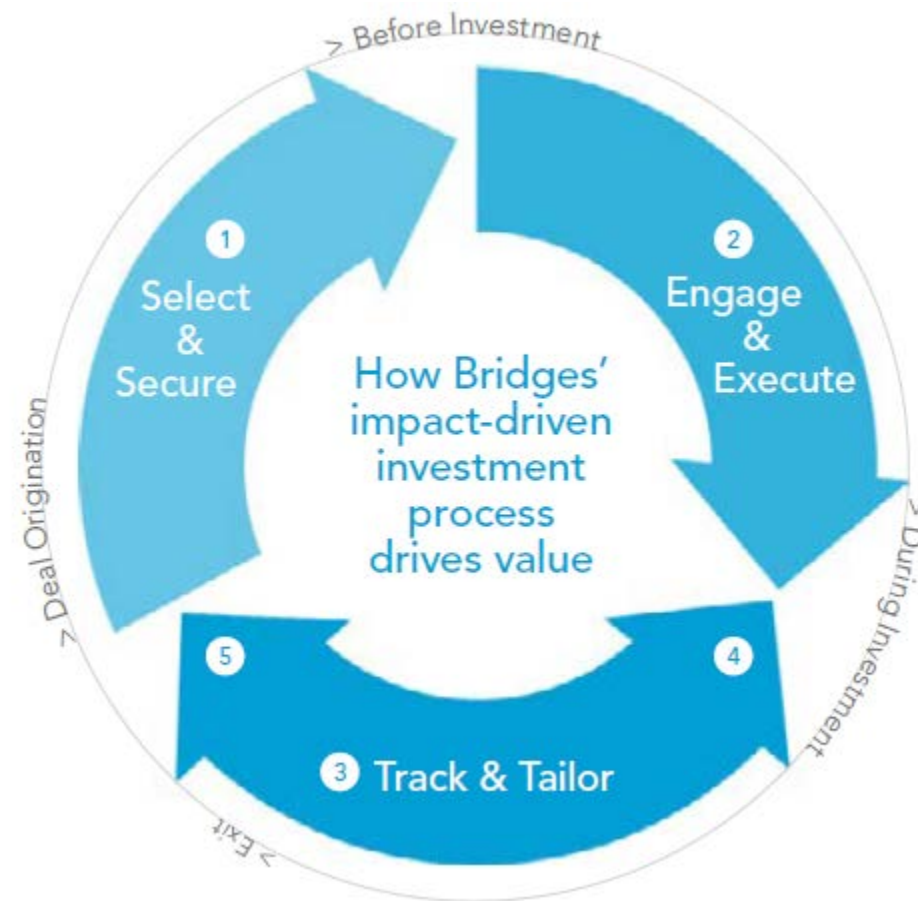 > Before Investment
1
Select
&
Secure
2
Engage
&
Execute
How Bridges’
impact-driven
investment
process
drives value
> Deal Origination
> During Investment
5
4
3 Track & Tailor
> Exit